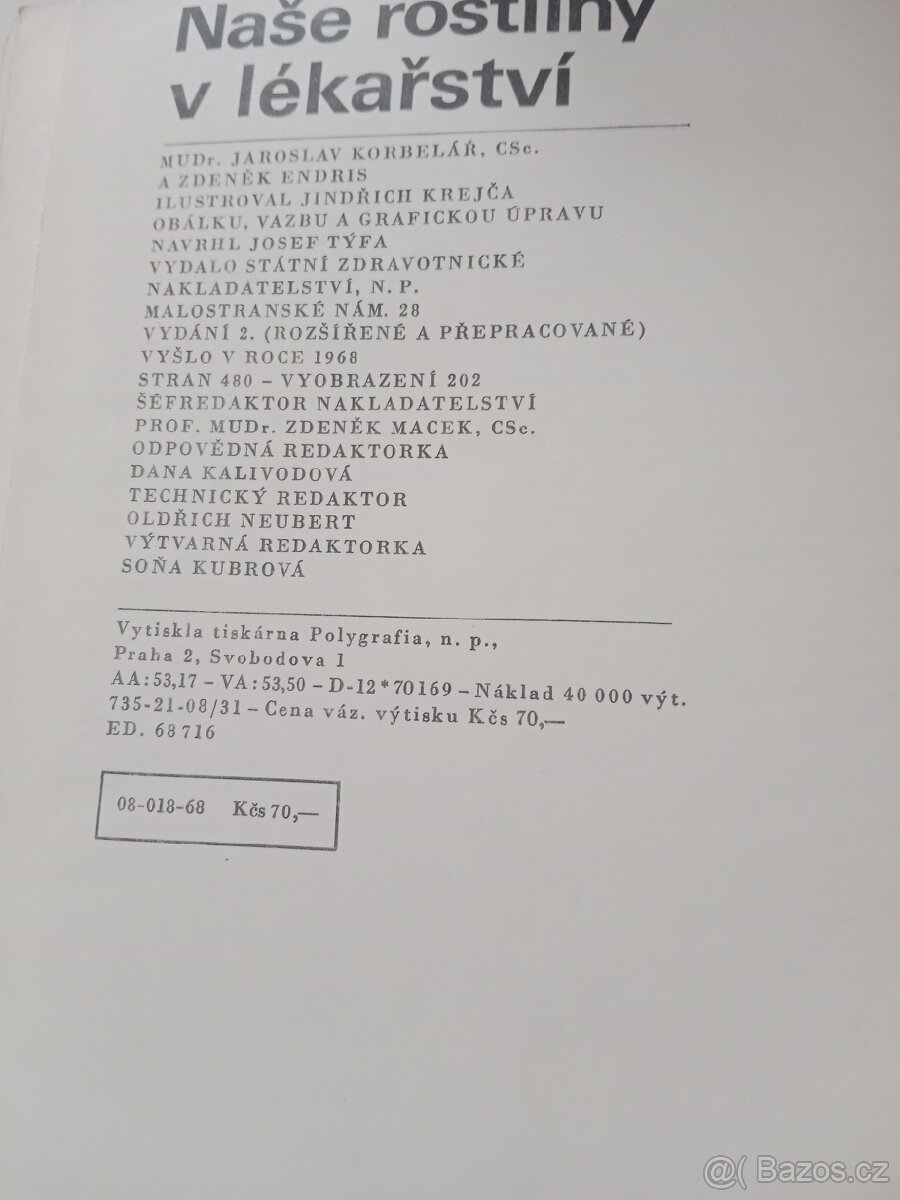 Naše rostliny
v lékařství
MUDr. JAROSLAV KORBELÁŘ, CSc.
A ZDENĚK ENDRIS
ILUSTROVAL JINDŘICH KREJČA
OBÁLKU, VAZBU A GRAFICKOU ÚPRAVU
NAVRHL JOSEF TÝFA
VYDALO STÁTNÍ ZDRAVOTNICKÉ
NAKLADATELSTVÍ, N. P.
MALOSTRANSKÉ NÁM. 28
VYDÁNÍ 2. (ROZŠÍŘENÉ A PŘEPRACOVANÉ)
VYŠLO V ROCE 1968
STRAN 480 – VYOBRAZENÍ 202
ŠÉFREDAKTOR NAKLADATELSTVÍ
PROF. MUDr. ZDENĚK MACEK, CSc.
ODPOVĚDNÁ REDAKTORKA
DANA KALIVODOVÁ
TECHNICKÝ REDAKTOR
OLDŘICH NEUBERT
VÝTVARNÁ REDAKTORKA
SOŇA KUBROVÁ
Vytiskla tiskárna Polygrafia, n. p.,
Praha 2, Svobodova 1
AA: 53,17 – VA: 53,50 – D-12*70169 – Náklad 40 000 výt.
735-21-08/31 – Cena váz. výtisku Kčs 70,—
ED. 68 716
08-018-68 Kčs 70,—
@( Bazos.cz